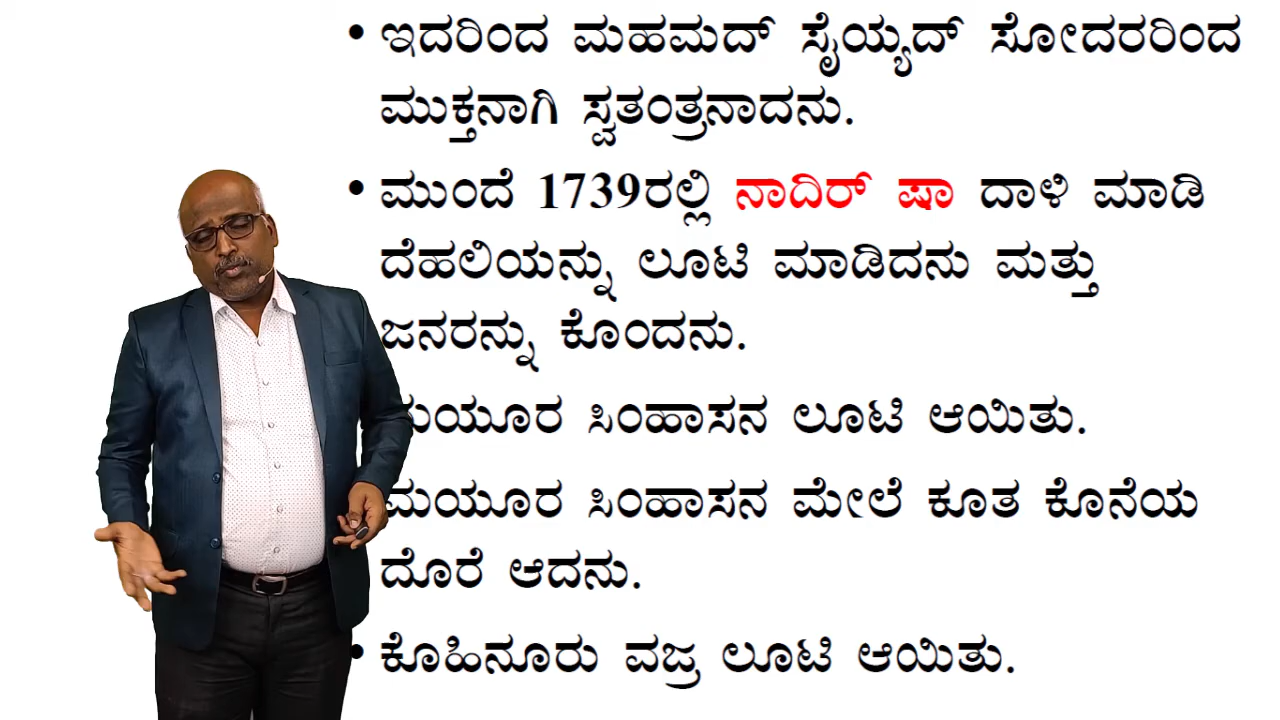 • ಇದರಿಂದ ಮಹಮದ್ ಸೈಯ್ಯದ್ ಸೋದರರಿಂದ
ಮುಕ್ತನಾಗಿ ಸ್ವತಂತ್ರನಾದನು.
• ಮುಂದೆ 1739ರಲ್ಲಿ ನಾದಿರ್ ಷಾ ದಾಳಿ ಮಾಡಿ
ದೆಹಲಿಯನ್ನು ಲೂಟಿ ಮಾಡಿದನು ಮತ್ತು
ಜನರನ್ನು ಕೊಂದನು.
ಮಯೂರ ಸಿಂಹಾಸನ ಲೂಟಿ ಆಯಿತು.
ಮಯೂರ ಸಿಂಹಾಸನ ಮೇಲೆ ಕೂತ ಕೊನೆಯ
ದೊರೆ ಆದನು.
• ಕೊಹಿನೂರು ವಜ್ರ ಲೂಟಿ ಆಯಿತು.